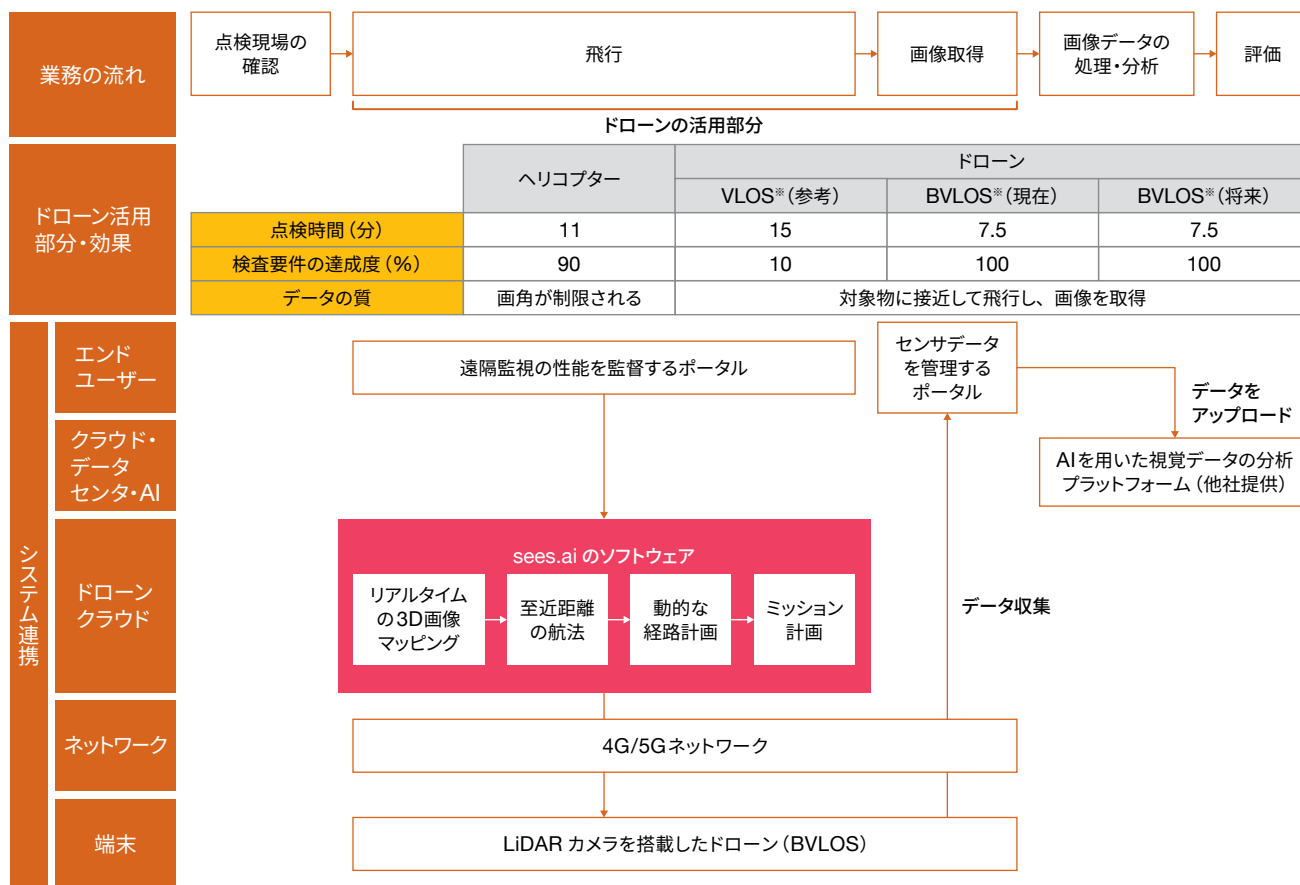 業務の流れ
点検現場の
確認
飛行
画像取得
画像データの
処理・分析
評価
ドローンの活用部分
ドローン活用
部分・効果
ヘリコプター
ドローン
VLOS※(参考)
BVLOS※(現在)
BVLOS※(将来)
点検時間(分)
11
15
7.5
7.5
検査要件の達成度(%)
90
10
100
100
データの質
画角が制限される
対象物に接近して飛行し、画像を取得
システム連携
エンド
ユーザー
遠隔監視の性能を監督するポータル
センサデータ
を管理する
ポータル
データを
アップロード
クラウド・
データ
センタ・AI
AIを用いた視覚データの分析
プラットフォーム(他社提供)
ドローン
クラウド
sees.ai のソフトウェア
リアルタイム
の3D画像
マッピング
至近距離
の航法
動的な
経路計画
ミッション
計画
データ収集
ネットワーク
4G/5Gネットワーク
端末
LiDAR カメラを搭載したドローン(BVLOS)